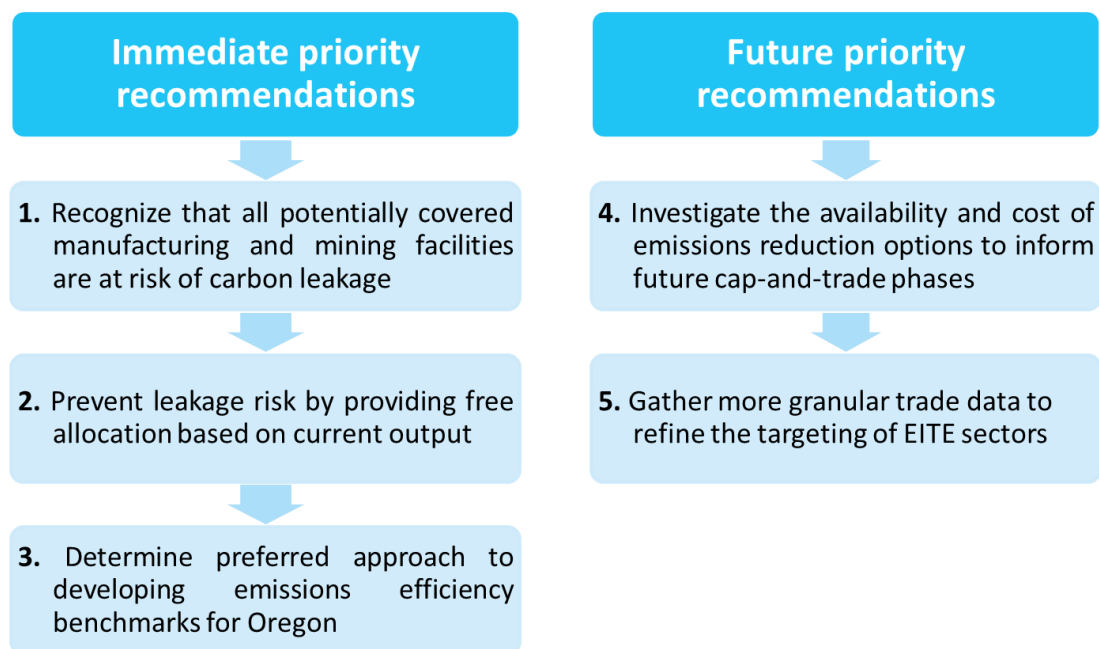 Immediate priority
recommendations
1. Recognize that all potentially covered
manufacturing and mining facilities
are at risk of carbon leakage
2. Prevent leakage risk by providing free
allocation based on current output
3. Determine preferred approach to
developing emissions efficiency
benchmarks for Oregon
Future priority
recommendations
4. Investigate the availability and cost of
emissions reduction options to inform
future cap-and-trade phases
5. Gather more granular trade data to
refine the targeting of EITE sectors